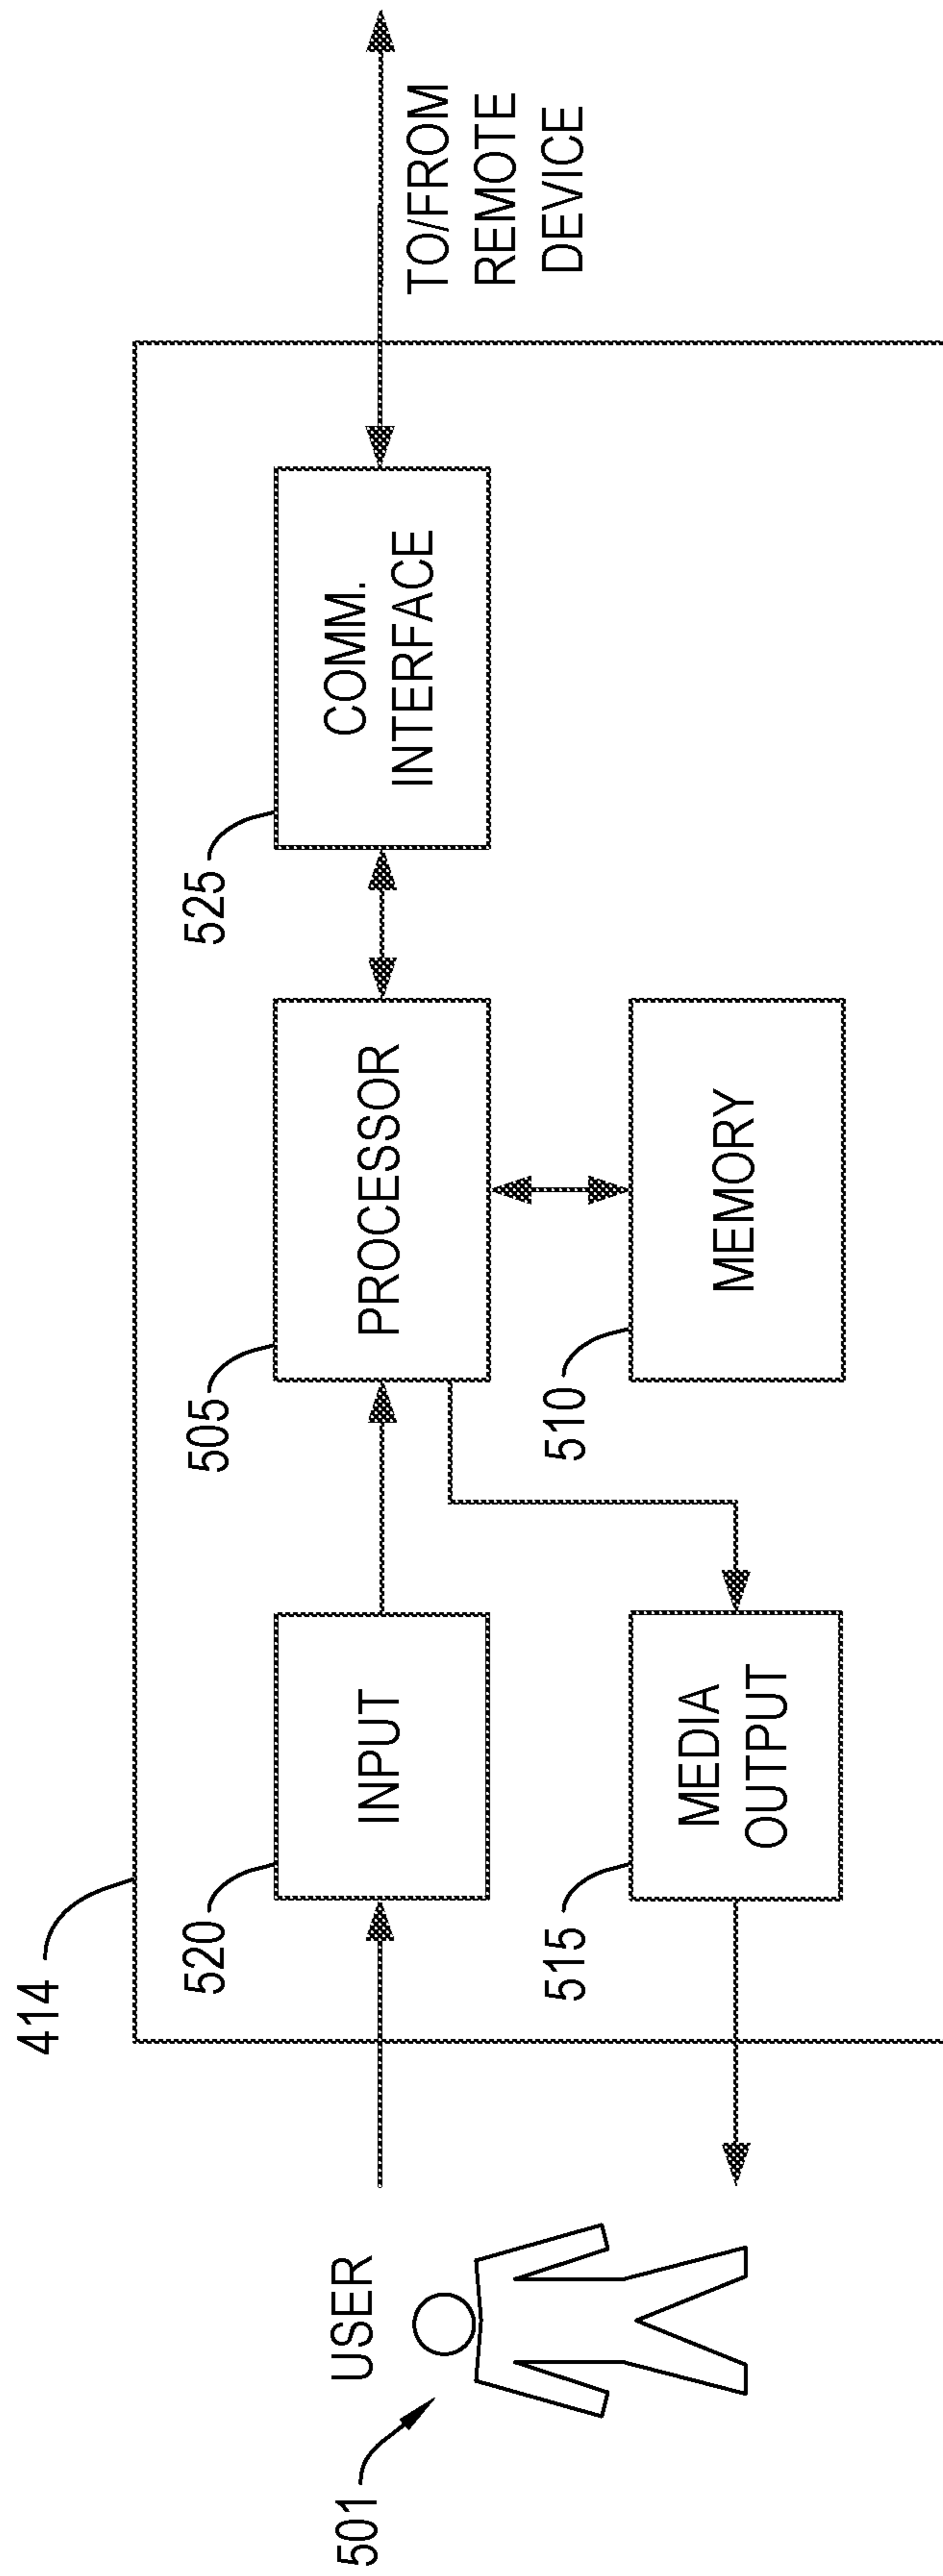 414
USER
501
520
INPUT
505
PROCESSOR
525
COMM.
INTERFACE
TO/FROM
REMOTE
DEVICE
515
MEDIA
OUTPUT
510
MEMORY